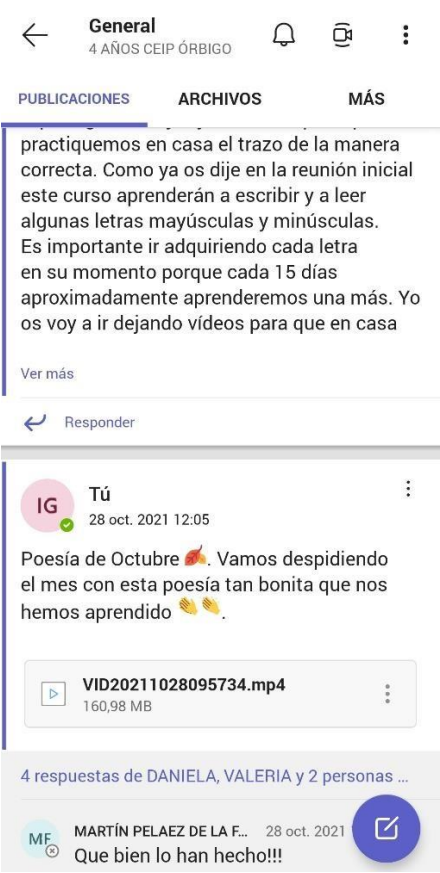 General
4 AÑOS CEIP ÓRBIGO
PUBLICACIONES ARCHIVOS MÁS
practiquemos en casa el trazo de la manera
correcta. Como ya os dije en la reunión inicial
este curso aprenderán a escribir y a leer
algunas letras mayúsculas y minúsculas.
Es importante ir adquiriendo cada letra
en su momento porque cada 15 días
aproximadamente aprenderemos una más. Yo
os voy a ir dejando vídeos para que en casa
Ver más
Responder
IG
Tú
28 oct. 2021 12:05
Poesía de Octubre 🍂. Vamos despidiendo
el mes con esta poesía tan bonita que nos
hemos aprendido 👏👏.
VID20211028095734.mp4
160,98 MB
4 respuestas de DANIELA, VALERIA y 2 personas ...
MF
MARTÍN PELAEZ DE LA F... 28 oct. 2021
Que bien lo han hecho!!!